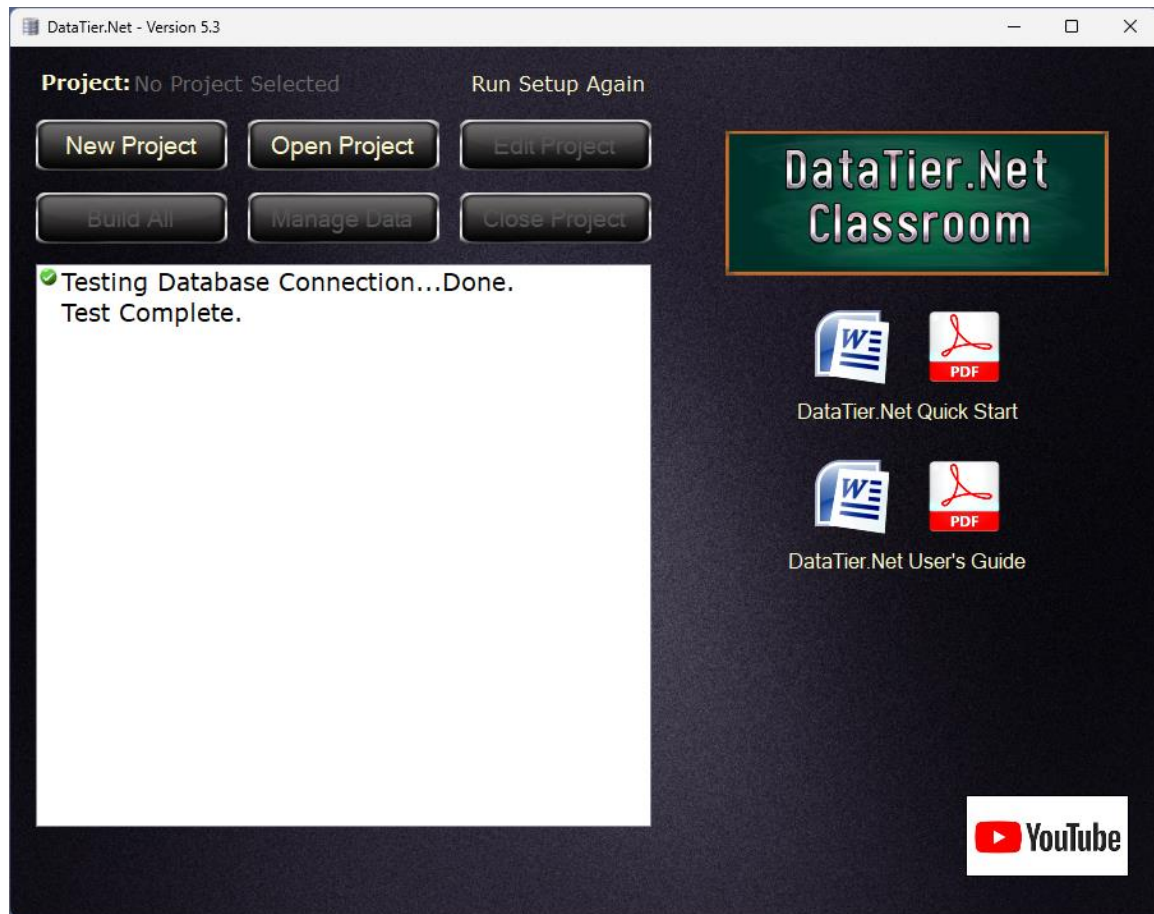 DataTier.Net - Version 5.3
Project: No Project Selected
Run Setup Again
New Project
Open Project
Edit Project
Build All
Manage Data
Close Project
Testing Database Connection...Done.
Test Complete.
DataTier.Net
Classroom
W
PDF
DataTier.Net Quick Start
W
PDF
DataTier.Net User's Guide
YouTube